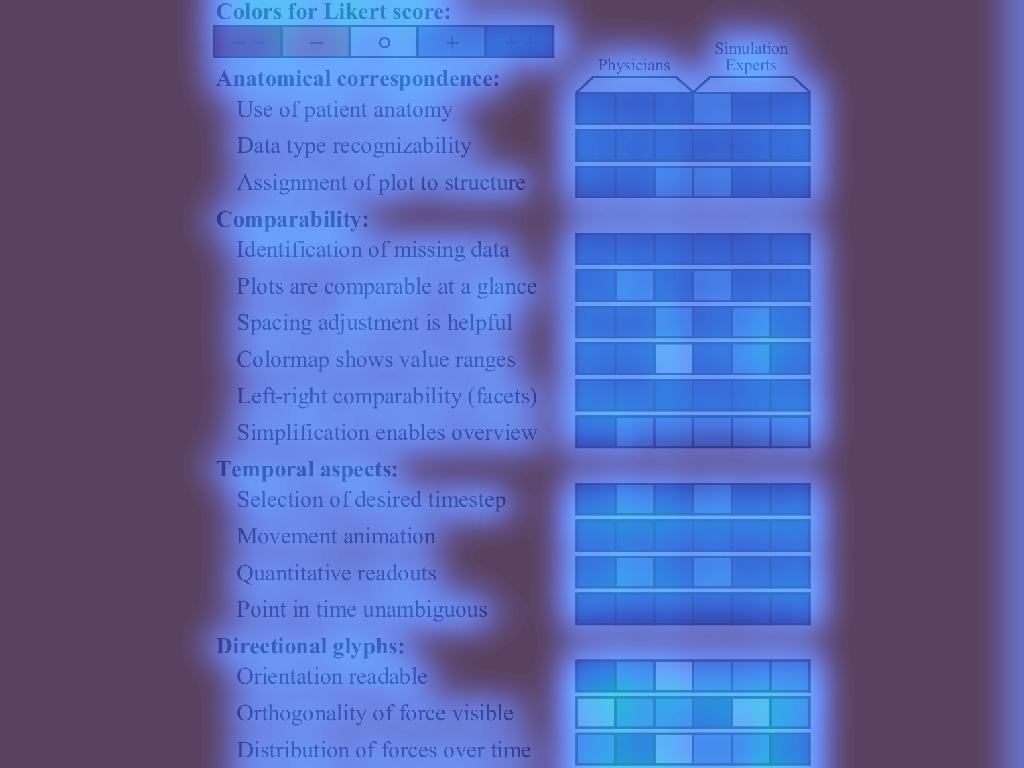 Colors for Likert score:
−− − o + ++
Simulation
Physicians Experts
Anatomical correspondence:
Use of patient anatomy
Data type recognizability
Assignment of plot to structure
Comparability:
Identification of missing data
Plots are comparable at a glance
Spacing adjustment is helpful
Colormap shows value ranges
Left-right comparability (facets)
Simplification enables overview
Temporal aspects:
Selection of desired timestep
Movement animation
Quantitative readouts
Point in time unambiguous
Directional glyphs:
Orientation readable
Orthogonality of force visible
Distribution of forces over time